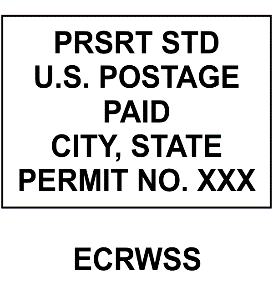 PRSRT STD
U.S. POSTAGE
PAID
CITY, STATE
PERMIT NO. XXX
ECRWSS